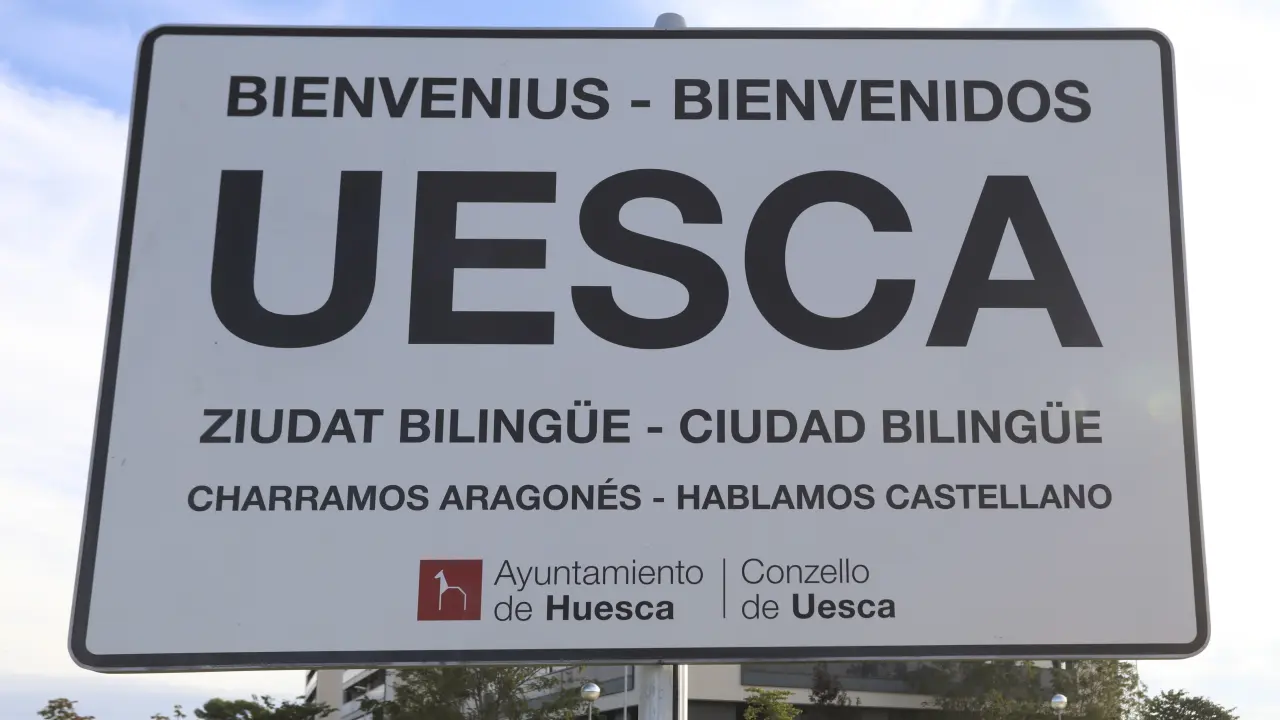 BIENVENIUS - BIENVENIDOS
UESCA
ZIUDAT BILINGÜE - CIUDAD BILINGÜE
CHARRAMOS ARAGONÉS - HABLAMOS CASTELLANO
Ayuntamiento
de Huesca
Conzello
de Uesca